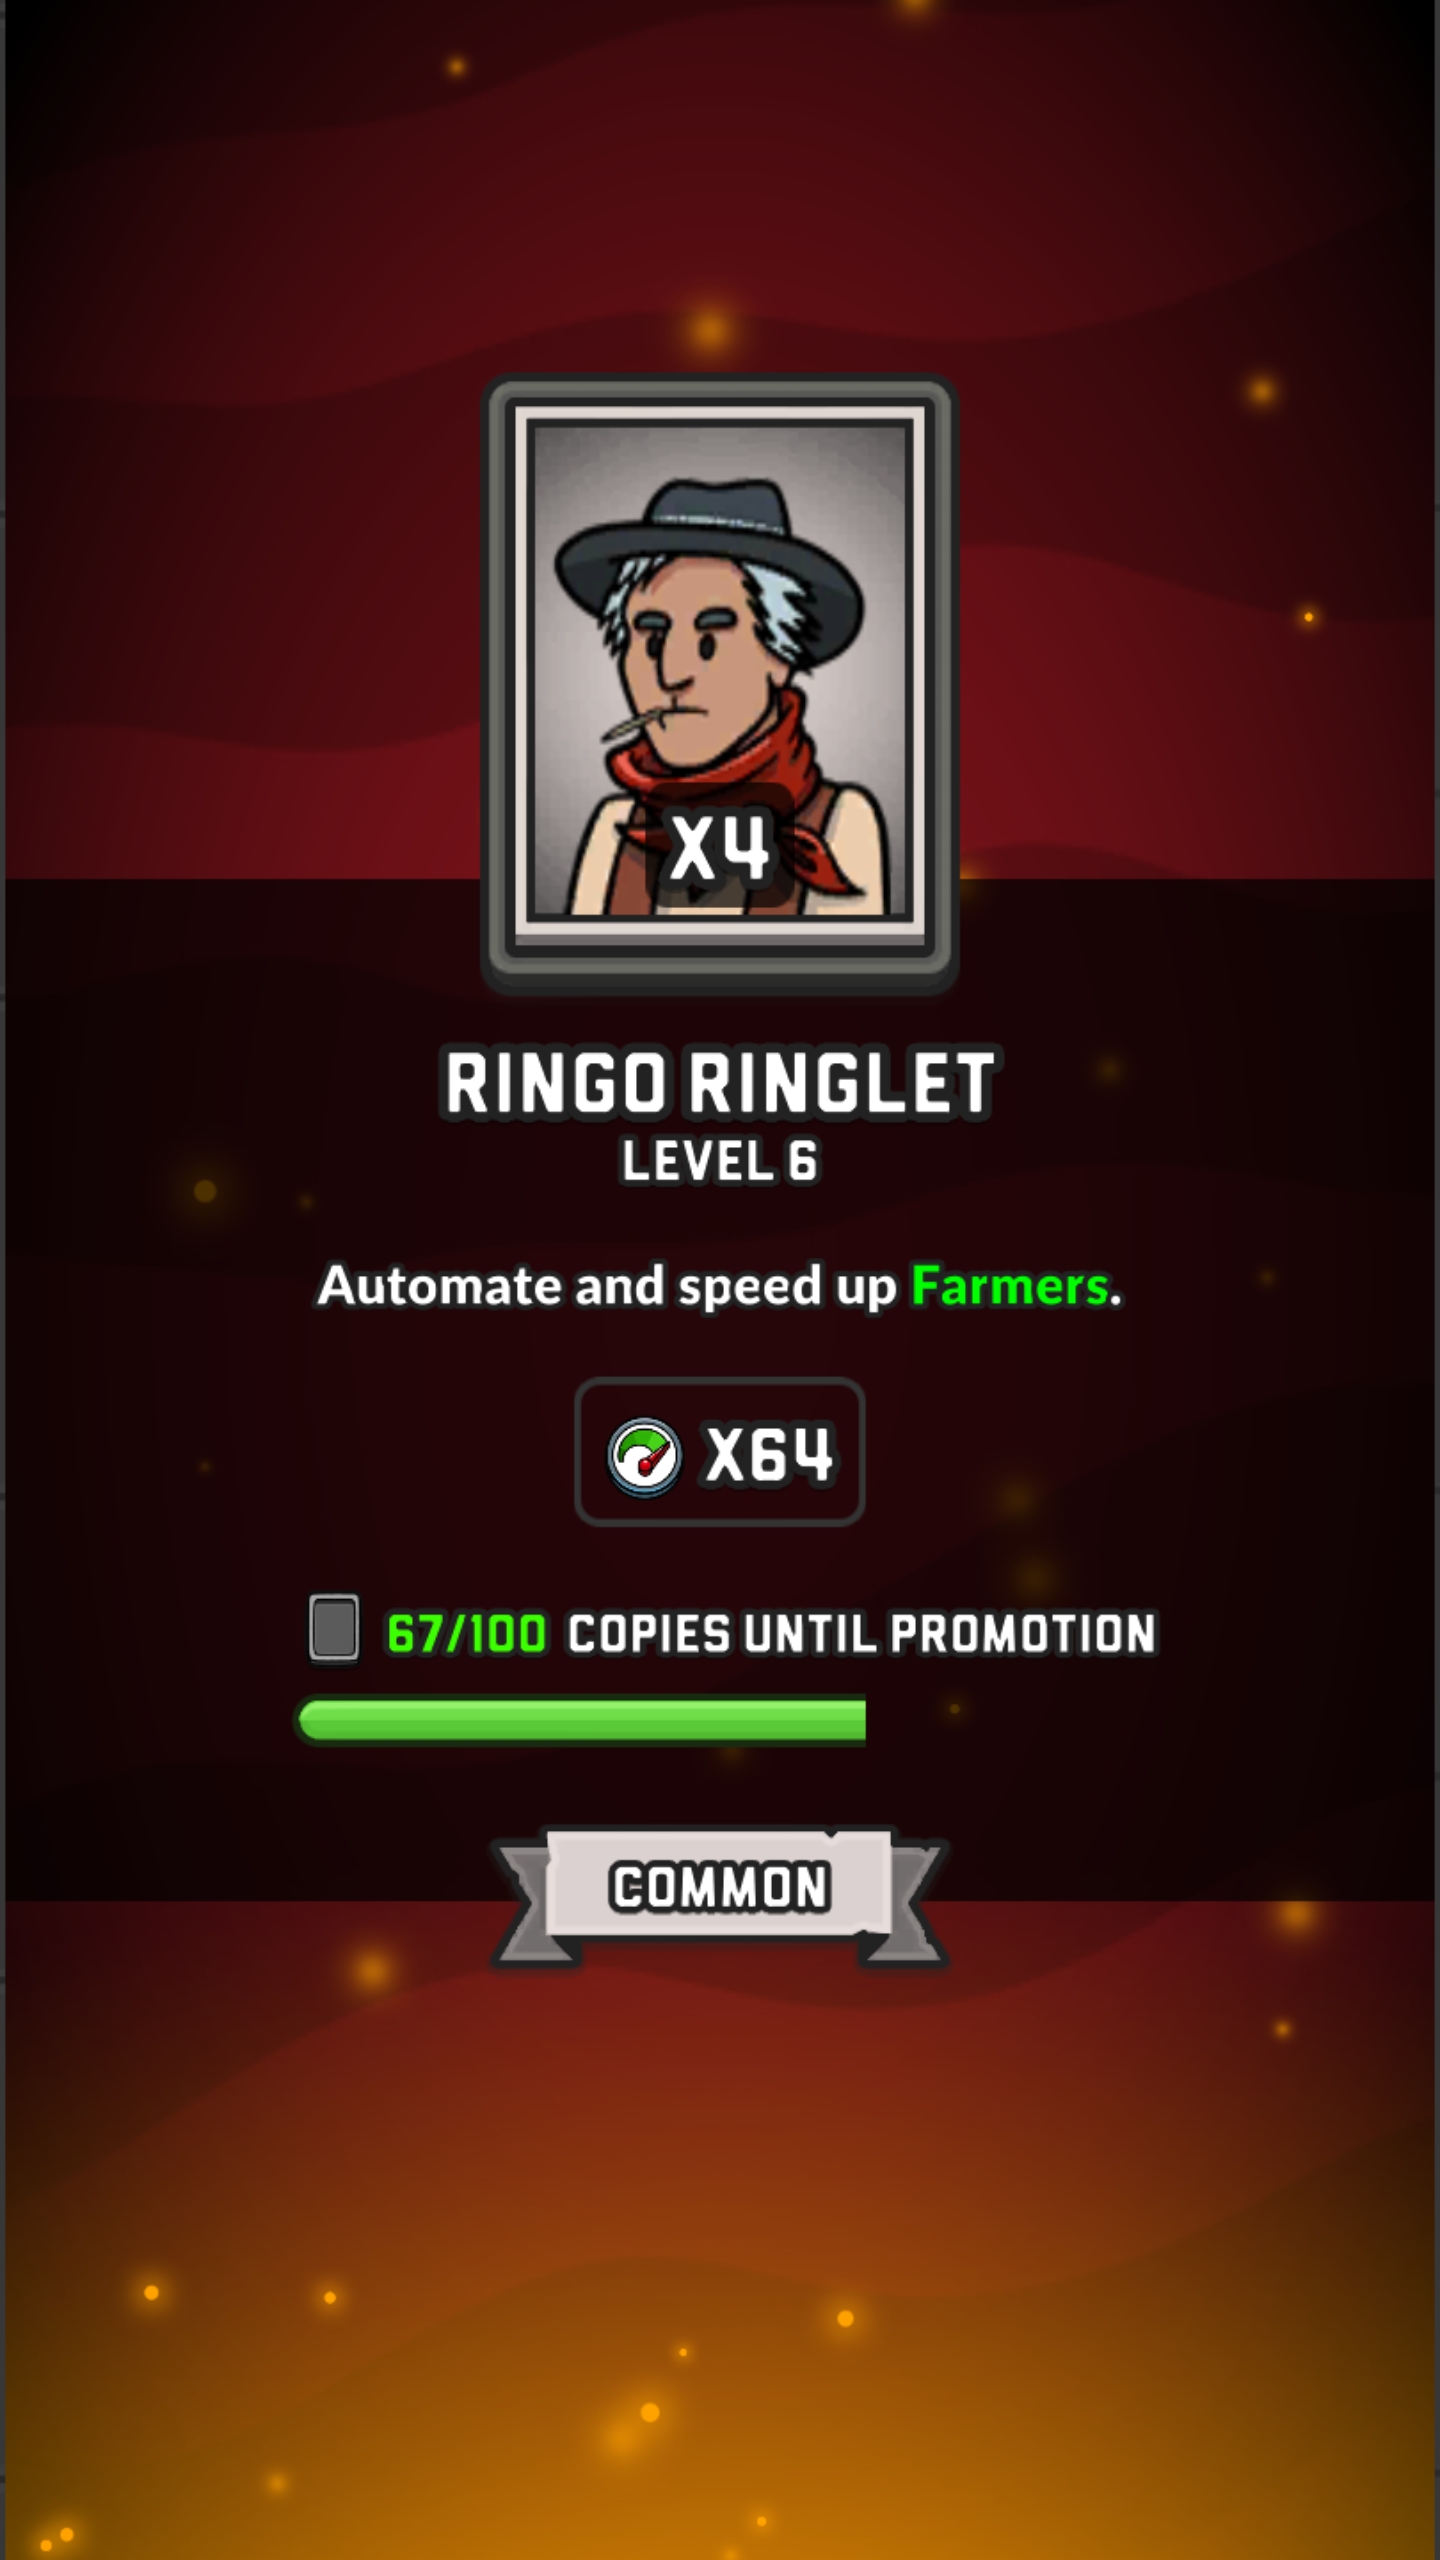 X4
RINGO RINGLET
LEVEL 6
Automate and speed up Farmers.
X64
67/100 COPIES UNTIL PROMOTION
COMMON